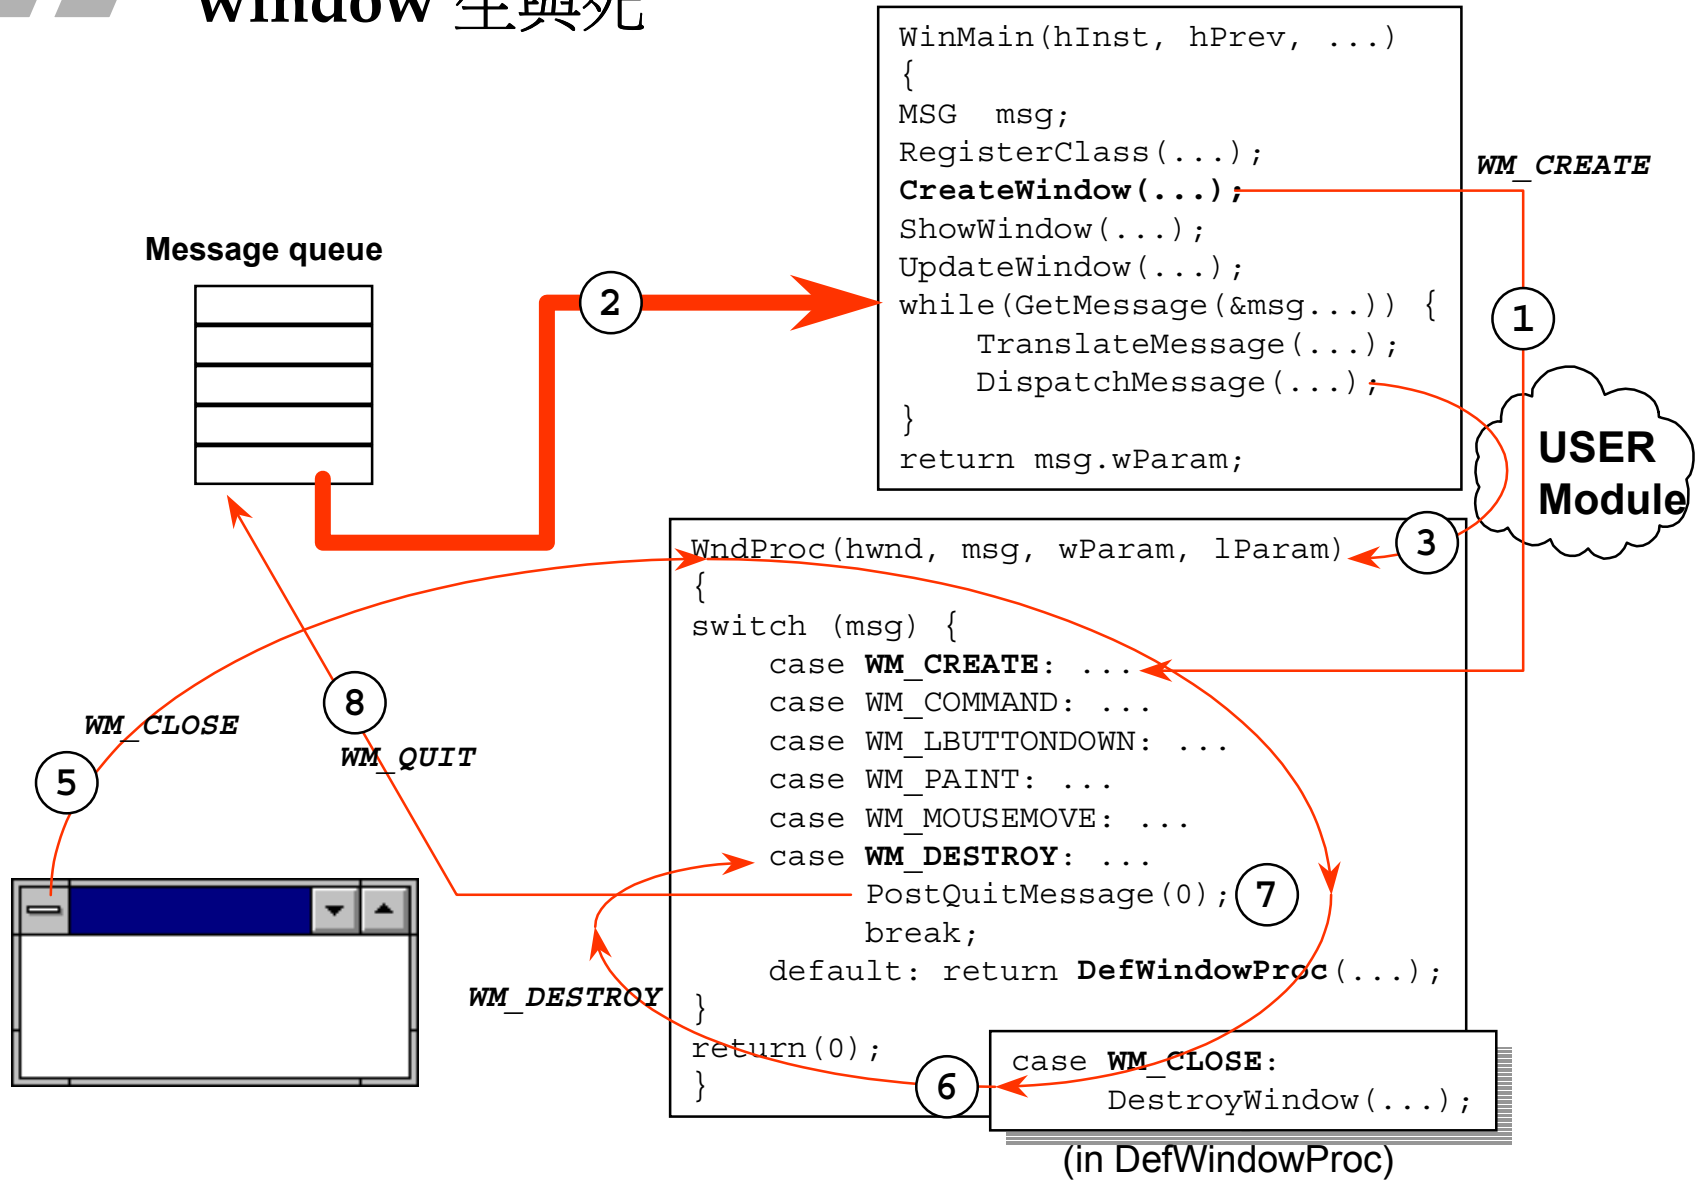 window 生與死
WinMain(hInst, hPrev, ...)
{
MSG  msg;
RegisterClass(...);
CreateWindow(...);
ShowWindow(...);
UpdateWindow(...);
while(GetMessage(&msg...)) {
    TranslateMessage(...);
    DispatchMessage(...);
}
return msg.wParam;
WM_CREATE
Message queue
2
1
USER
Module
WndProc(hwnd, msg, wParam, lParam)
3
{
switch (msg) {
    case WM_CREATE: ...
    case WM_COMMAND: ...
    case WM_LBUTTONDOWN: ...
    case WM_PAINT: ...
    case WM_MOUSEMOVE: ...
    case WM_DESTROY: ...
        PostQuitMessage(0);
        break;
    default: return DefWindowProc(...);
}
return(0);
}
8
WM_CLOSE
WM_QUIT
5
7
WM_DESTROY
6
case WM_CLOSE:
    DestroyWindow(...);
(in DefWindowProc)